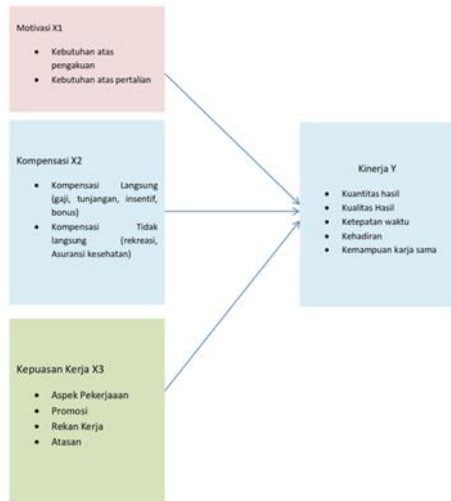 Motivasi X1
• Kebutuhan atas
pengakuan
• Kebutuhan atas pertalian
Kompensasi X2
• Kompensasi Langsung
(gaji, tunjangan, insentif,
bonus)
• Kompensasi Tidak
langsung (rekreasi,
Asuransi kesehatan)
Kepuasan Kerja X3
• Aspek Pekerjaaan
• Promosi
• Rekan Kerja
• Atasan
Kinerja Y
• Kuantitas hasil
• Kualitas Hasil
• Ketepatan waktu
• Kehadiran
• Kemampuan karja sama